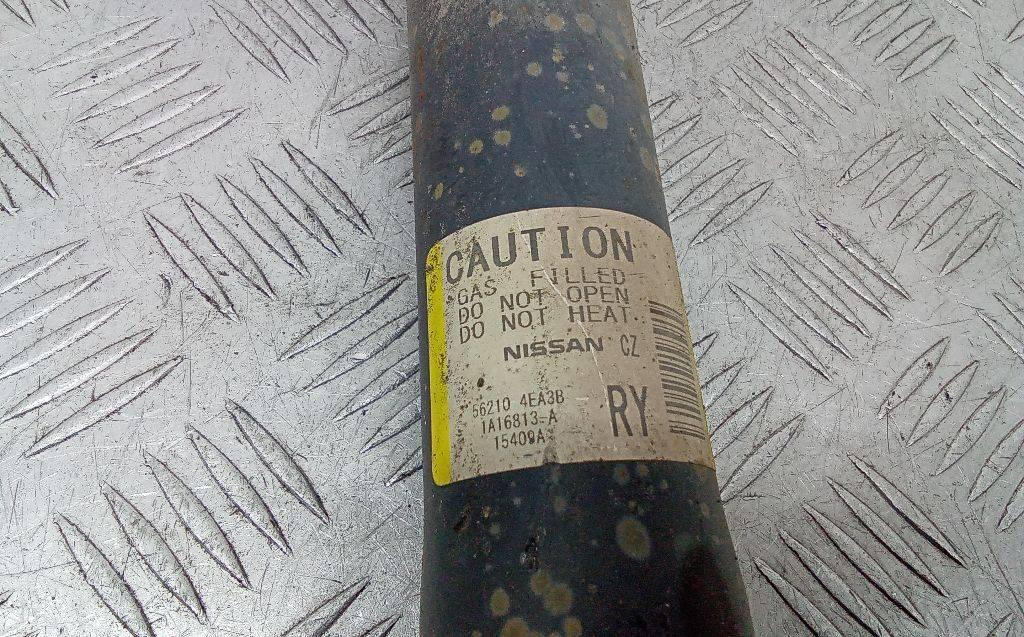 CAUTION
GAS FILLED
DO NOT OPEN
DO NOT HEAT.
NISSAN CZ
56210 4EA3B
1A16813-A
15409A
RY